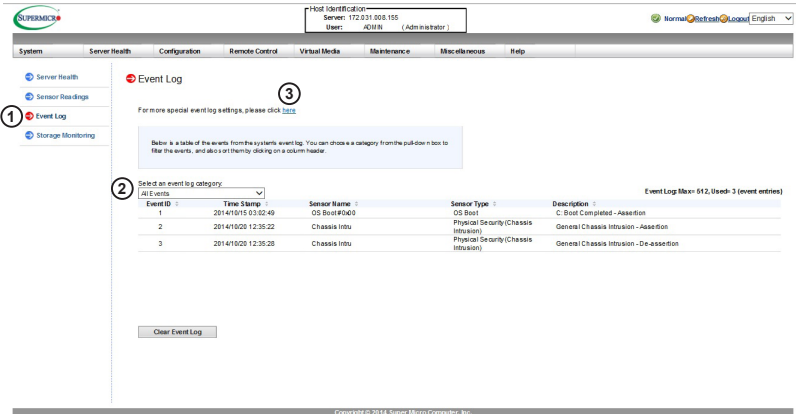 SUPERMICR
Host Identification
Server: 172.031.008.155
User: ADMIN (Administrator)
Normal Refresh Logout English
System Server Health Configuration Remote Control Virtual Media Maintenance Miscellaneous Help
Server Health
Sensor Readings
1 Event Log
Storage Monitoring
Event Log
3
For more special event log settings, please click here
Below is a table of the events from the system's event log. You can choose a category from the pull-down box to
filter the events, and also sort them by clicking on a column header.
2
Select an event log category:
All Events
Event Log: Max= 512, Used= 3 (event entries)
Event ID Time Stamp Sensor Name Sensor Type Description
1 2014/10/15 03:02:49 OS Boot #0x00 OS Boot C: Boot Completed - Assertion
2 2014/10/20 12:35:22 Chassis Intru Physical Security (Chassis
Intrusion) General Chassis Intrusion - Assertion
3 2014/10/20 12:35:28 Chassis Intru Physical Security (Chassis
Intrusion) General Chassis Intrusion - De-assertion
Clear Event Log
Copyright © 2014 Super Micro Computer, Inc.